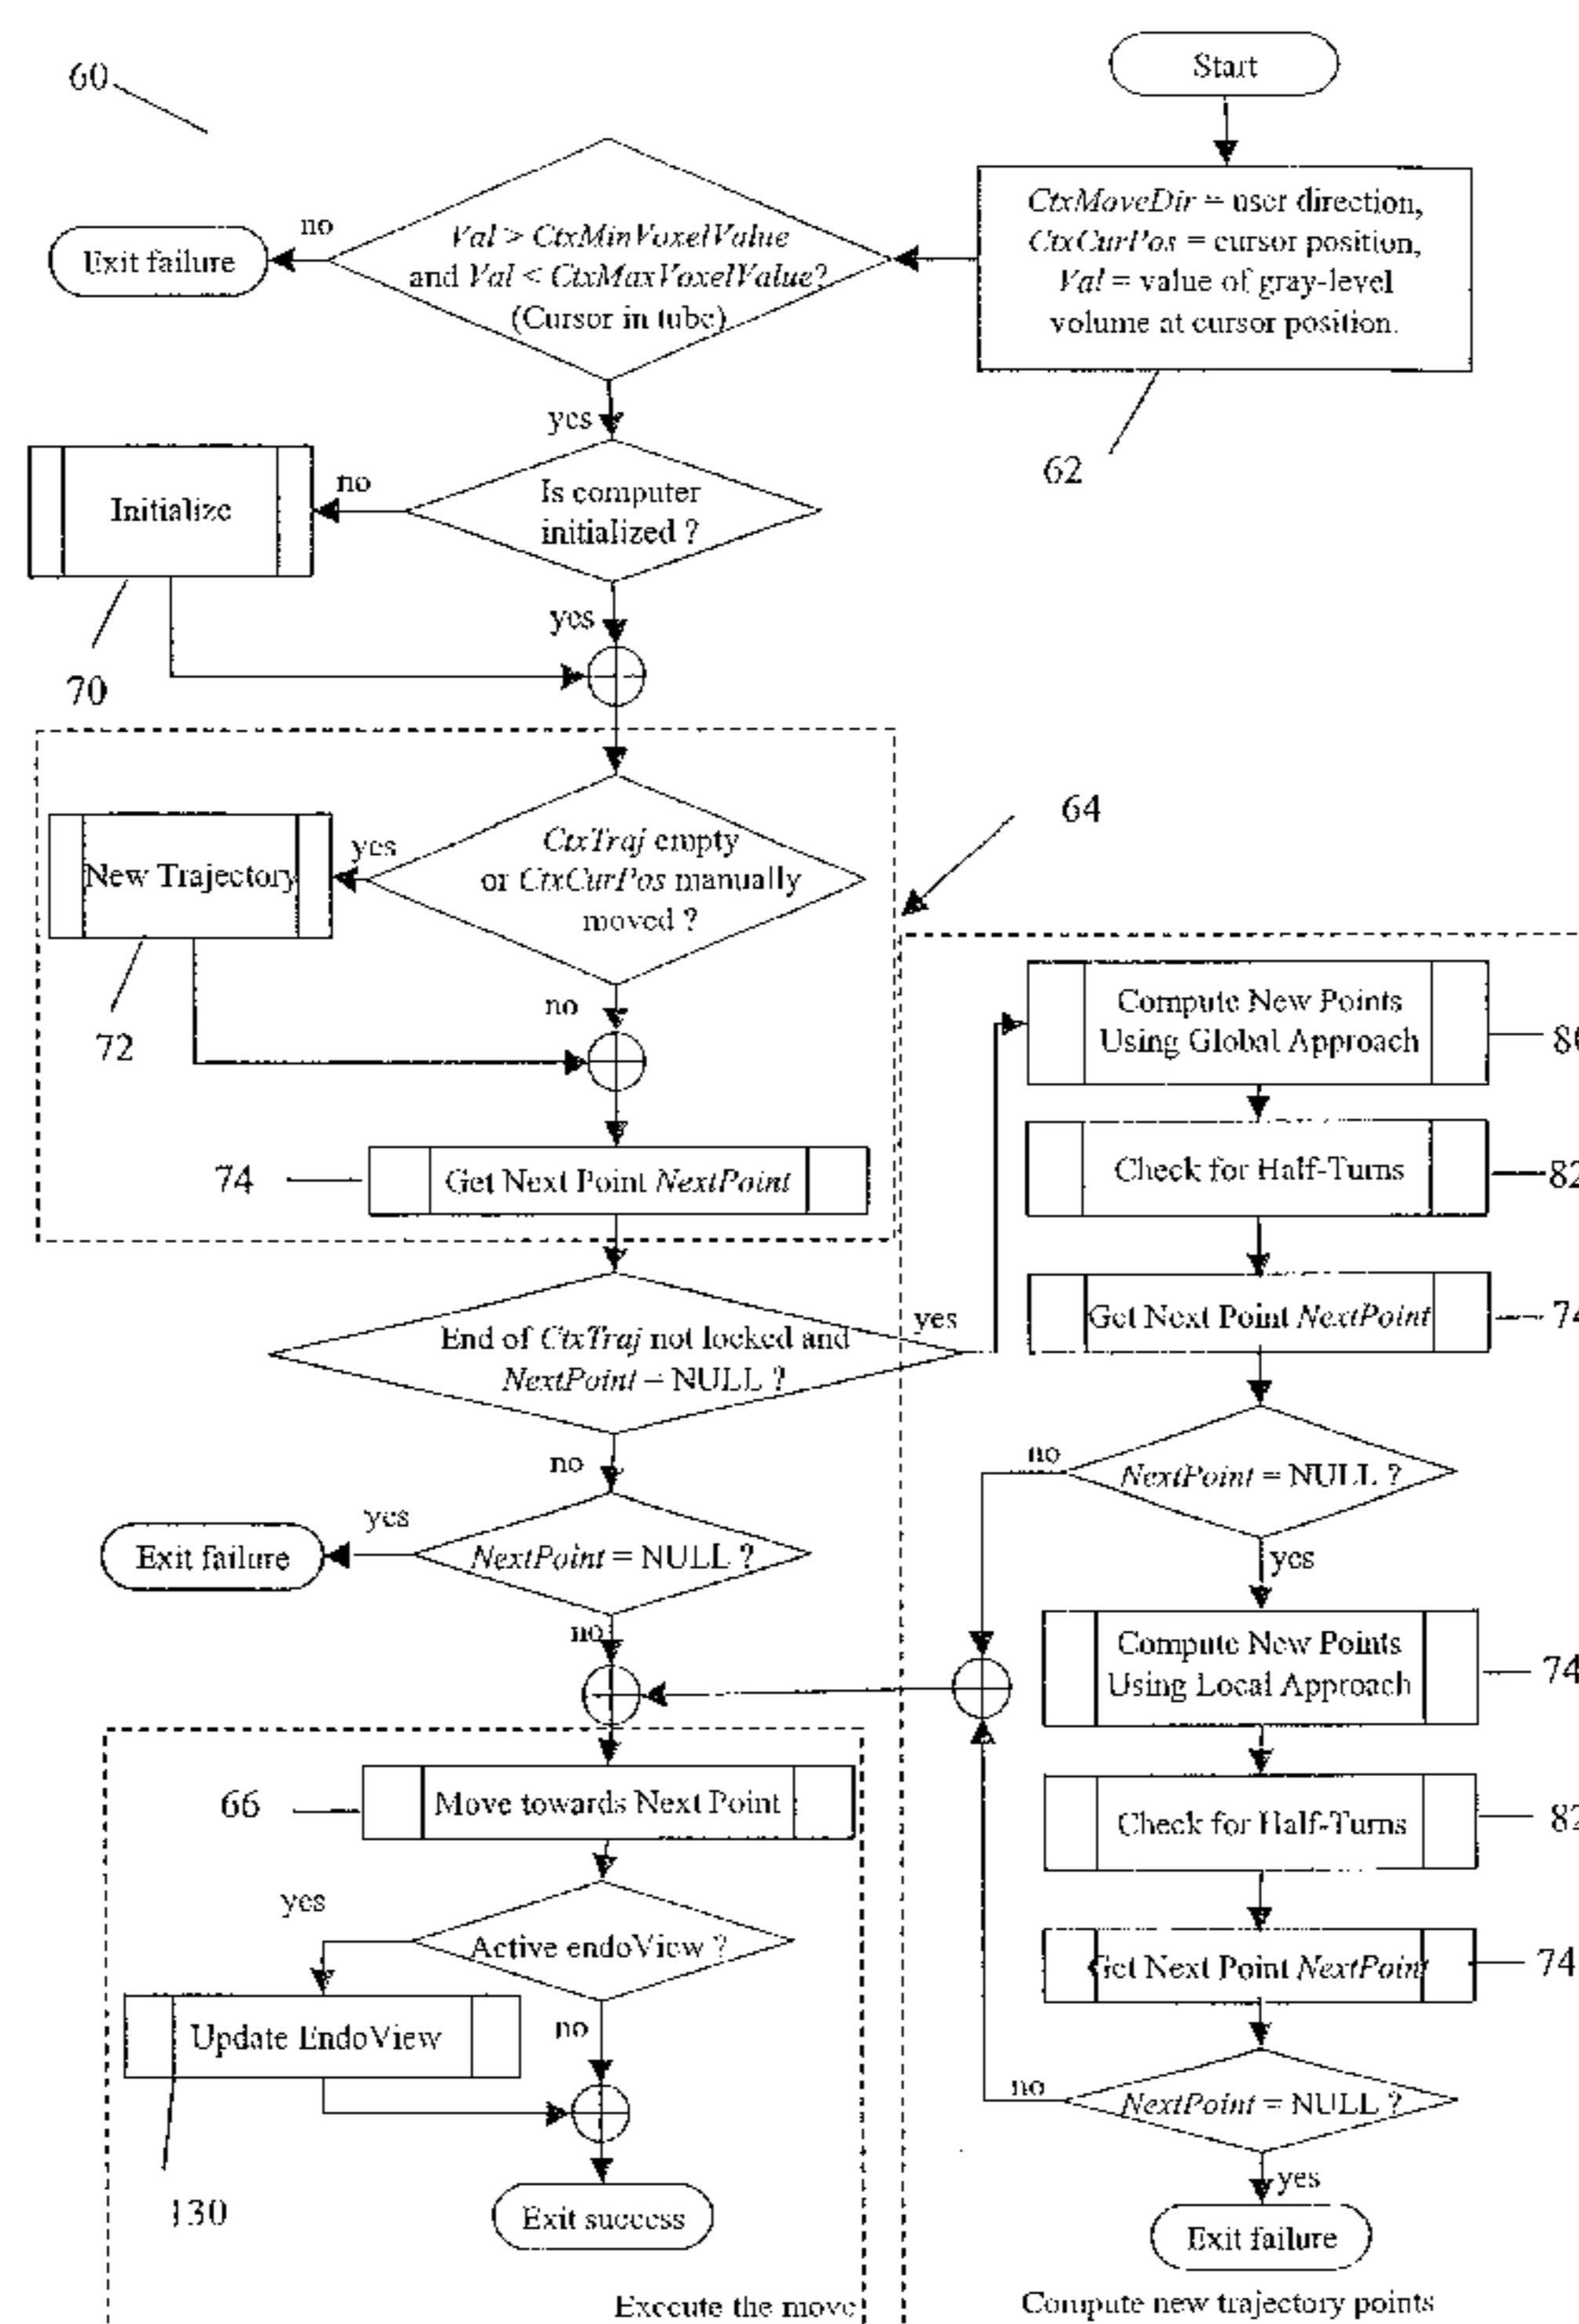 60
Start
CtxMoveDir = user direction,
CtxCurPos = cursor position,
Val = value of gray-level
volume at cursor position.
62
Val > CtxMinVoxelValue
and Val < CtxMaxVoxelValue?
(Cursor in tube)
no
Exit failure
yes
Is computer
initialized ?
no
Initialize
70
yes
CtxTraj empty
or CtxCurPos manually
moved ?
yes
New Trajectory
72
no
64
74
Get Next Point NextPoint
End of CtxTraj not locked and
NextPoint = NULL ?
yes
no
NextPoint = NULL ?
yes
Exit failure
no
66
Move towards Next Point
Active endoView ?
yes
Update EndoView
130
no
Exit success
Execute the move
Compute New Points
Using Global Approach
Check for Half-Turns
82
Get Next Point NextPoint
74
NextPoint = NULL ?
no
yes
Compute New Points
Using Local Approach
74
Check for Half-Turns
82
Get Next Point NextPoint
74
NextPoint = NULL ?
no
yes
Exit failure
Compute new trajectory points